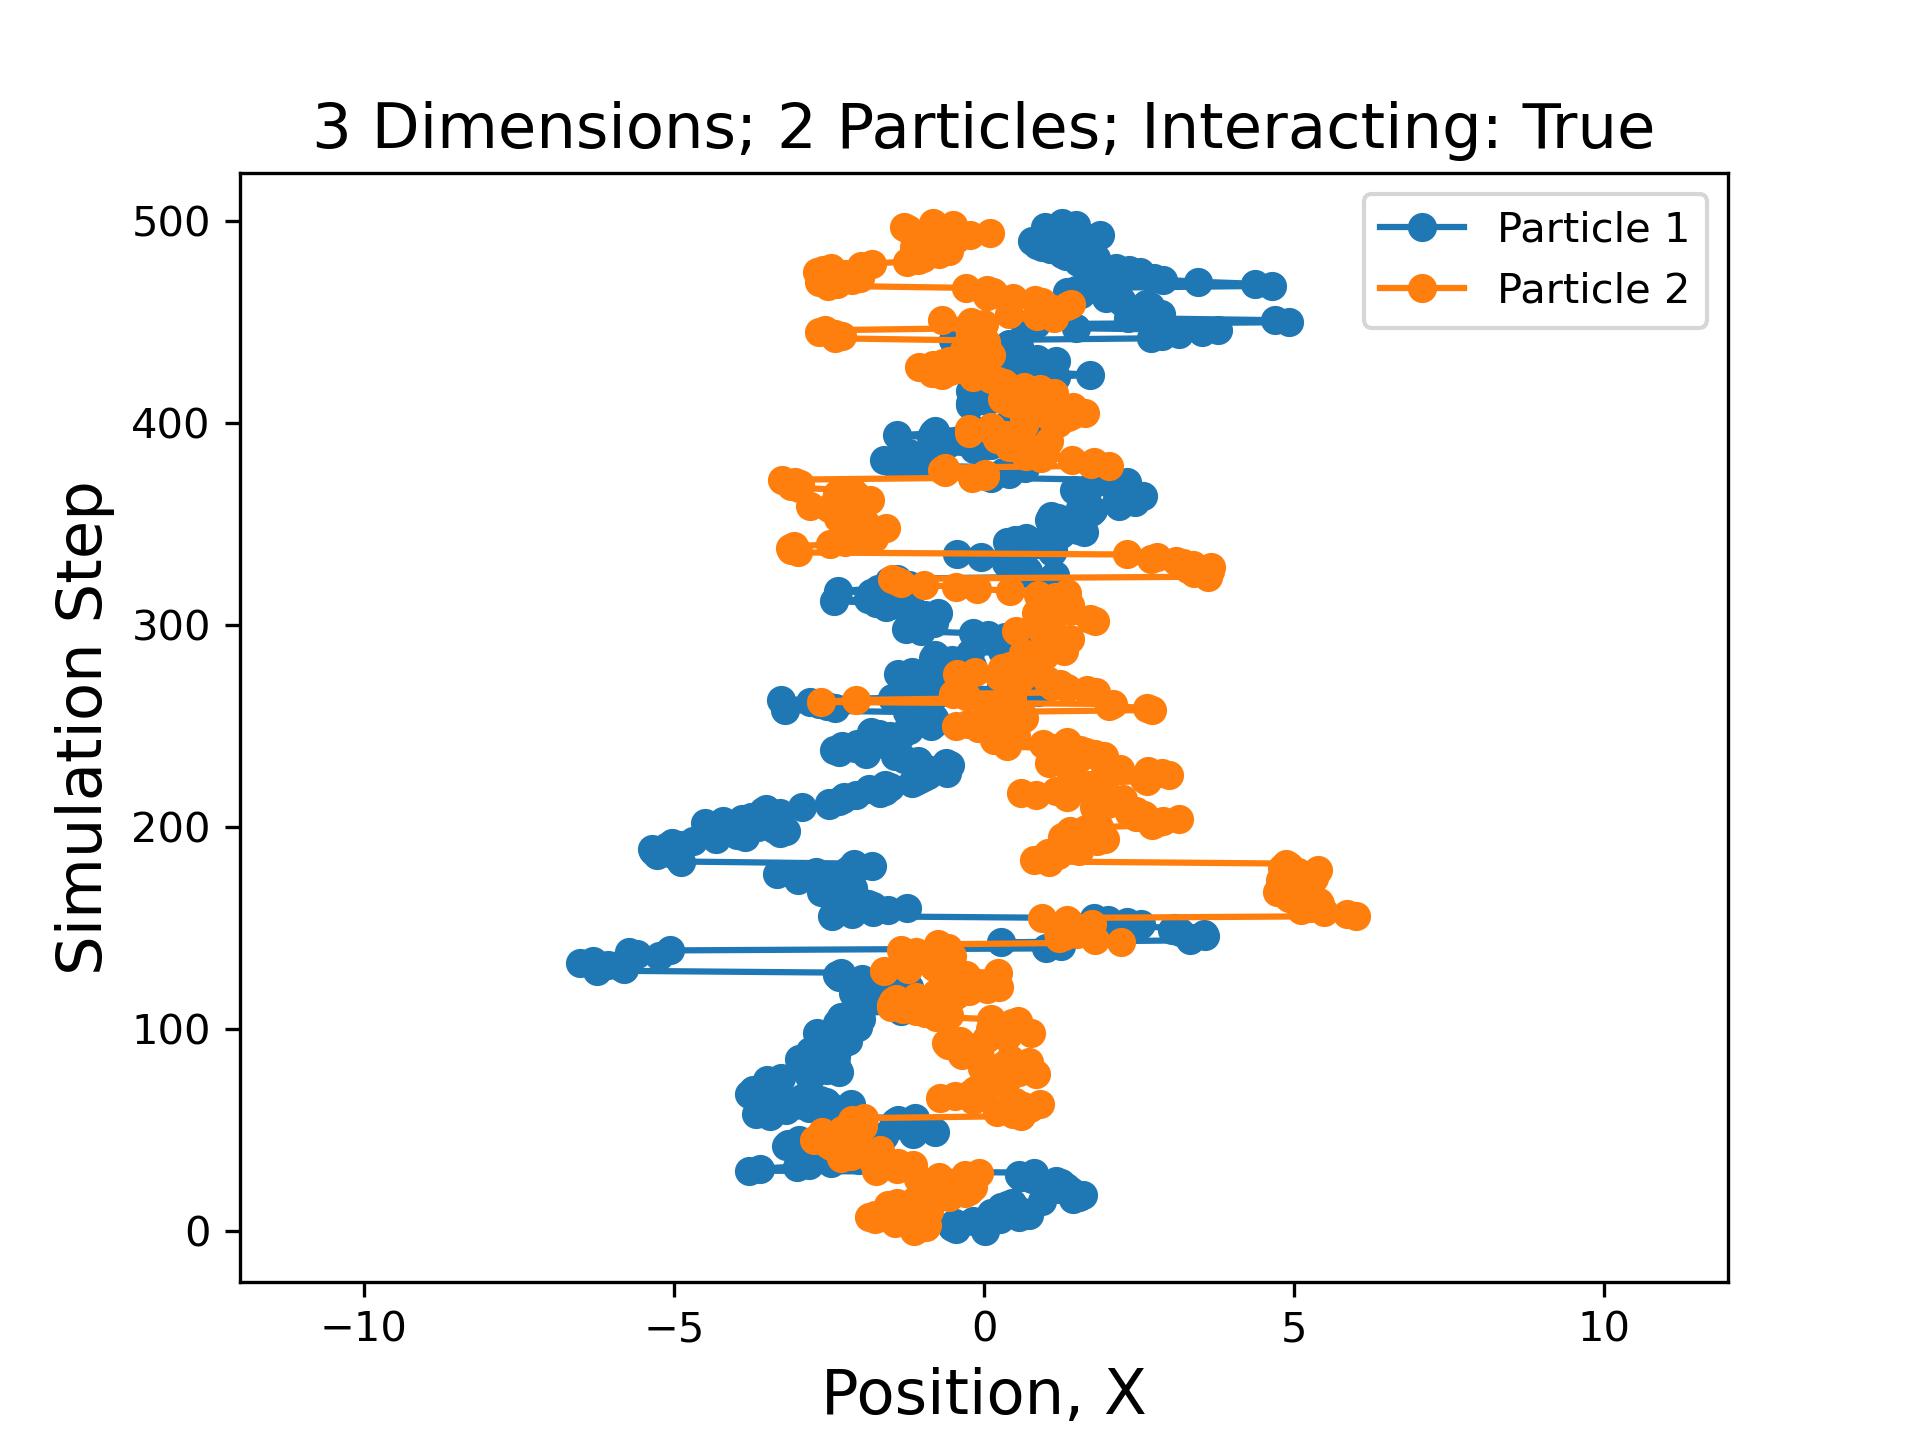 3 Dimensions; 2 Particles; Interacting: True
Particle 1
Particle 2
Simulation Step
500
400
300
200
100
0
−10
−5
0
5
10
Position, X